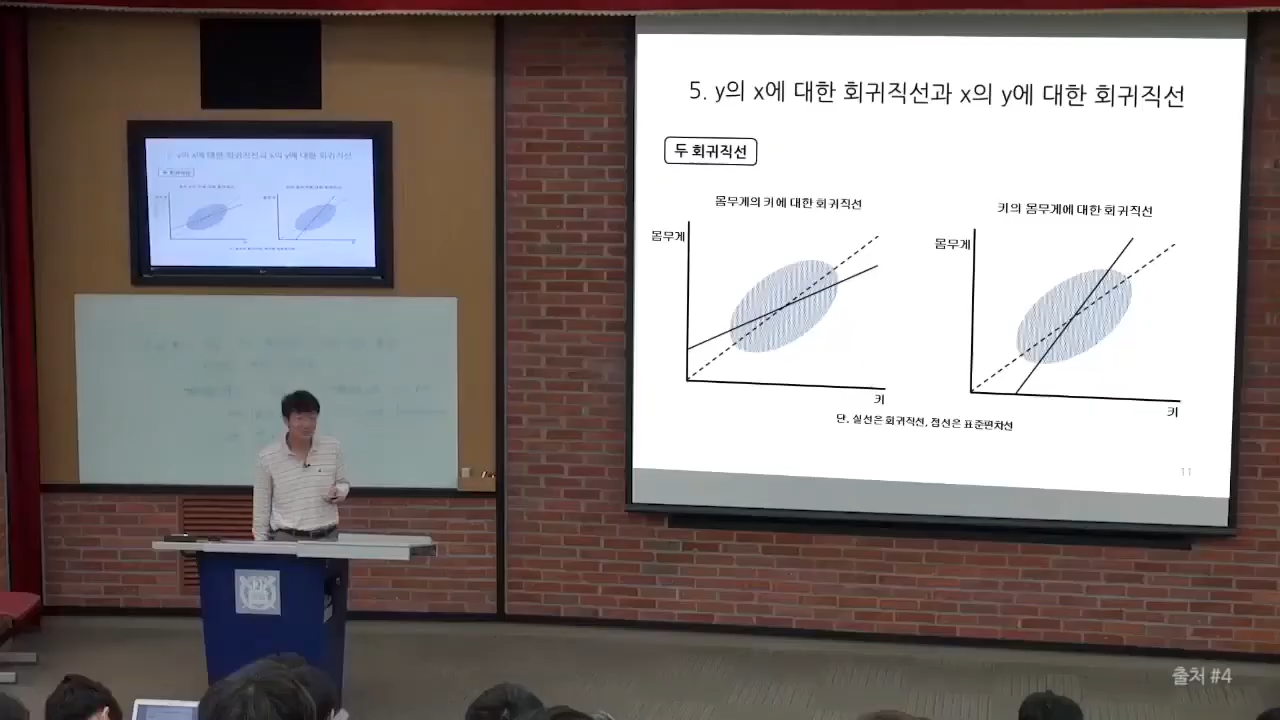 5. y의 x에 대한 회귀직선과 x의 y에 대한 회귀직선
두 회귀직선
몸무게의 키에 대한 회귀직선
키의 몸무게에 대한 회귀직선
몸무게
몸무게
키
키
단, 실선은 회귀직선, 점선은 표준편차선
11
출처 #4